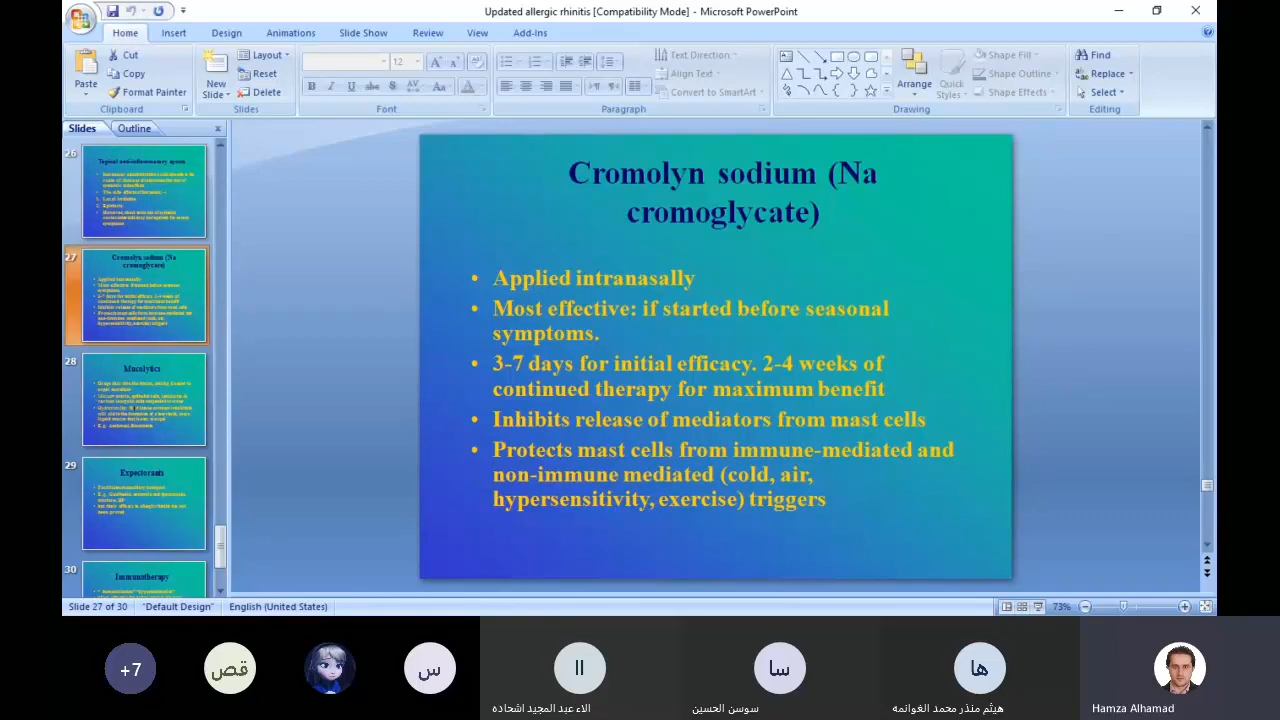 Updated allergic rhinitis [Compatibility Mode] - Microsoft PowerPoint
Home Insert Design Animations Slide Show Review View Add-Ins
Paste
Cut
Copy
Format Painter
Clipboard
New Slide
Layout
Reset
Delete
Slides
12
Font
Paragraph
Text Direction
Align Text
Convert to SmartArt
Arrange
Quick Styles
Shape Fill
Shape Outline
Shape Effects
Drawing
Find
Replace
Select
Editing
Slides Outline
26
27
Cromolyn sodium (Na
cromoglycate)
28
Mucolytics
29
Expectorants
30
Immunotherapy
Cromolyn sodium (Na
cromoglycate)
• Applied intranasally
• Most effective: if started before seasonal
symptoms.
• 3-7 days for initial efficacy. 2-4 weeks of
continued therapy for maximum benefit
• Inhibits release of mediators from mast cells
• Protects mast cells from immune-mediated and
non-immune mediated (cold, air,
hypersensitivity, exercise) triggers
Slide 27 of 30 "Default Design" English (United States)
73%
+7
قص
س
اا
سا
ها
الاء عبد المجيد اشحاده
سوسن الحسين
هيثم منذر محمد الغوانمه
Hamza Alhamad